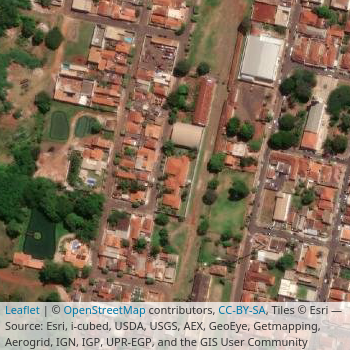 Leaflet | © OpenStreetMap contributors, CC-BY-SA, Tiles © Esri —
Source: Esri, i-cubed, USDA, USGS, AEX, GeoEye, Getmapping,
Aerogrid, IGN, IGP, UPR-EGP, and the GIS User Community